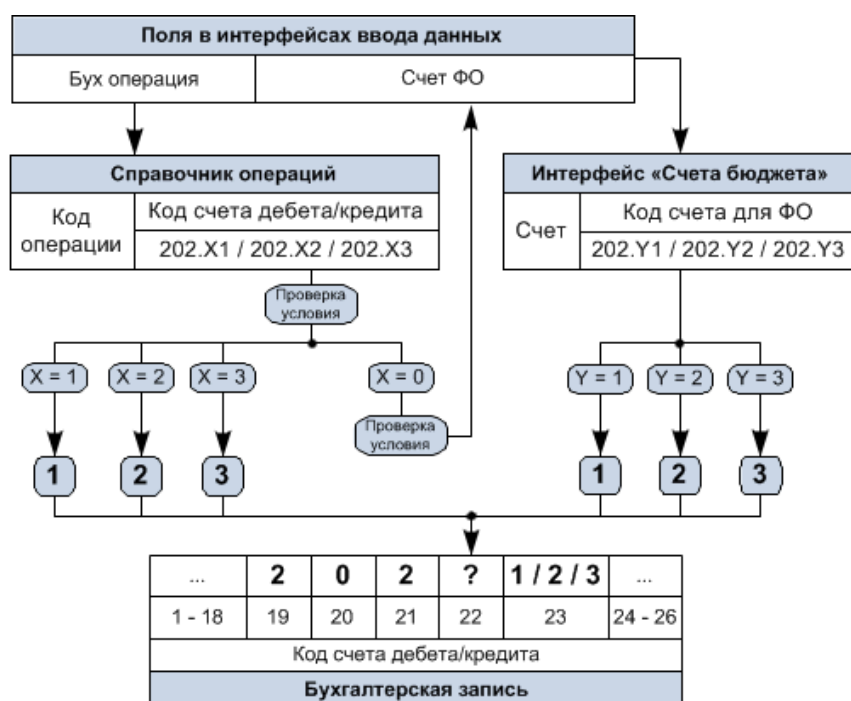 Поля в интерфейсах ввода данных
Бух операция
Счет ФО
Справочник операций
Код операции
Код счета дебета/кредита
202.X1 / 202.X2 / 202.X3
Интерфейс «Счета бюджета»
Счет
Код счета для ФО
202.Y1 / 202.Y2 / 202.Y3
Проверка
условия
X = 1
X = 2
X = 3
X = 0
Y = 1
Y = 2
Y = 3
Проверка
условия
1
2
3
1
2
3
...
2
0
2
?
1 / 2 / 3
...
1 - 18
19
20
21
22
23
24 - 26
Код счета дебета/кредита
Бухгалтерская запись